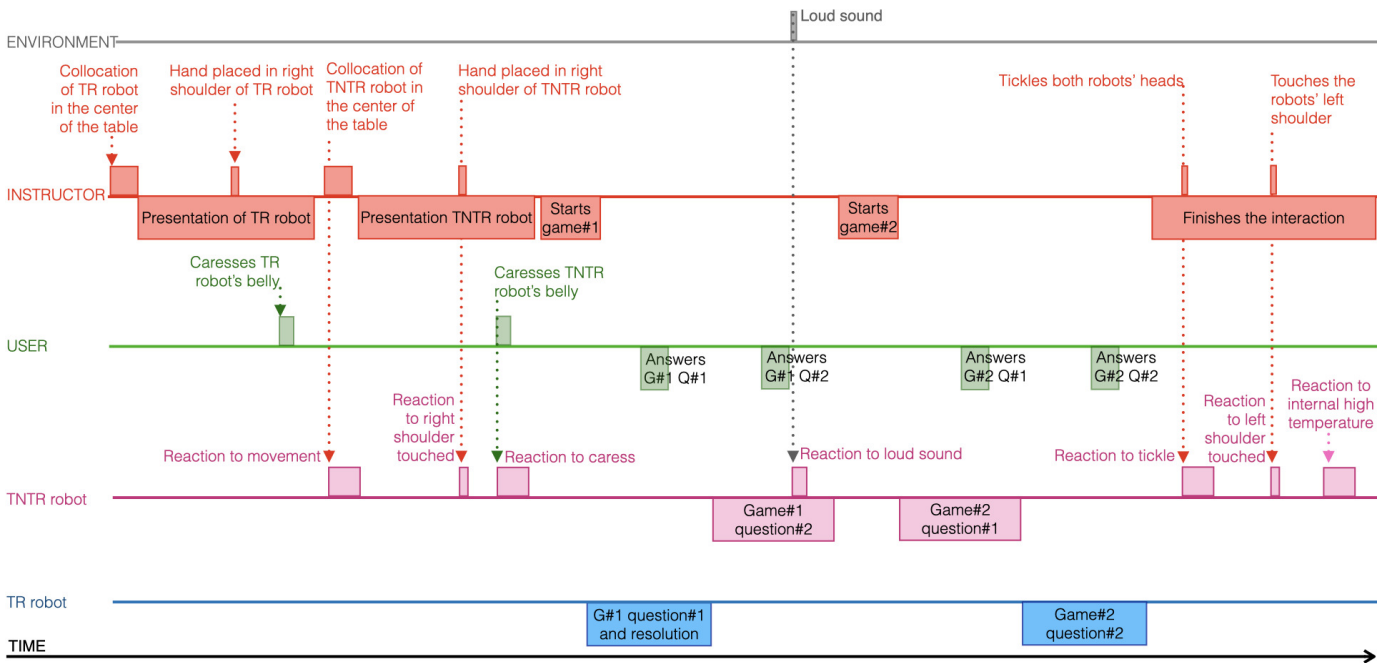 Loud sound
ENVIRONMENT
Collocation
of TR robot
in the center
of the table
Hand placed in right
shoulder of TR robot
Collocation of
TNTR robot in
the center of
the table
Hand placed in right
shoulder of TNTR robot
Tickles both robots' heads
Touches the
robots' left
shoulder
INSTRUCTOR
Presentation of TR robot
Presentation TNTR robot
Starts
game#1
Starts
game#2
Finishes the interaction
Caresses TR
robot's belly
Caresses TNTR
robot's belly
USER
Answers
G#1 Q#1
Answers
G#1 Q#2
Answers
G#2 Q#1
Answers
G#2 Q#2
Reaction to movement
Reaction
to right
shoulder
touched
Reaction to caress
Reaction to loud sound
Reaction to tickle
Reaction
to left
shoulder
touched
Reaction to
internal high
temperature
TNTR robot
Game#1
question#2
Game#2
question#1
TR robot
G#1 question#1
and resolution
Game#2
question#2
TIME